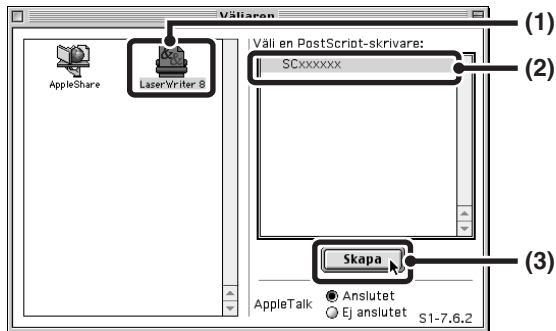 Väljaren
(1)
Välj en PostScript-skrivare:
SCxxxxxx
(2)
AppleShare
LaserWriter 8
Skapa
(3)
AppleTalk
Anslutet
Ej anslutet
S1-7.6.2